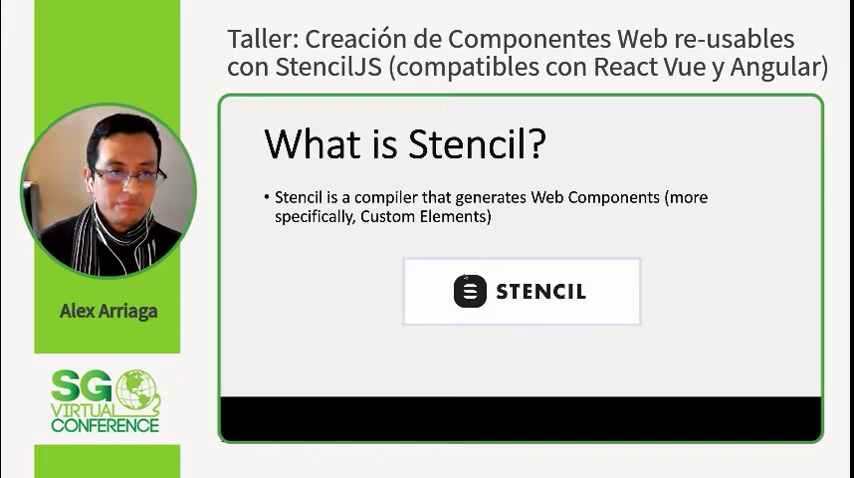 Taller: Creación de Componentes Web re-usables
con StencilJS (compatibles con React Vue y Angular)
What is Stencil?
• Stencil is a compiler that generates Web Components (more
specifically, Custom Elements)
STENCIL
Alex Arriaga
SG
VIRTUAL
CONFERENCE